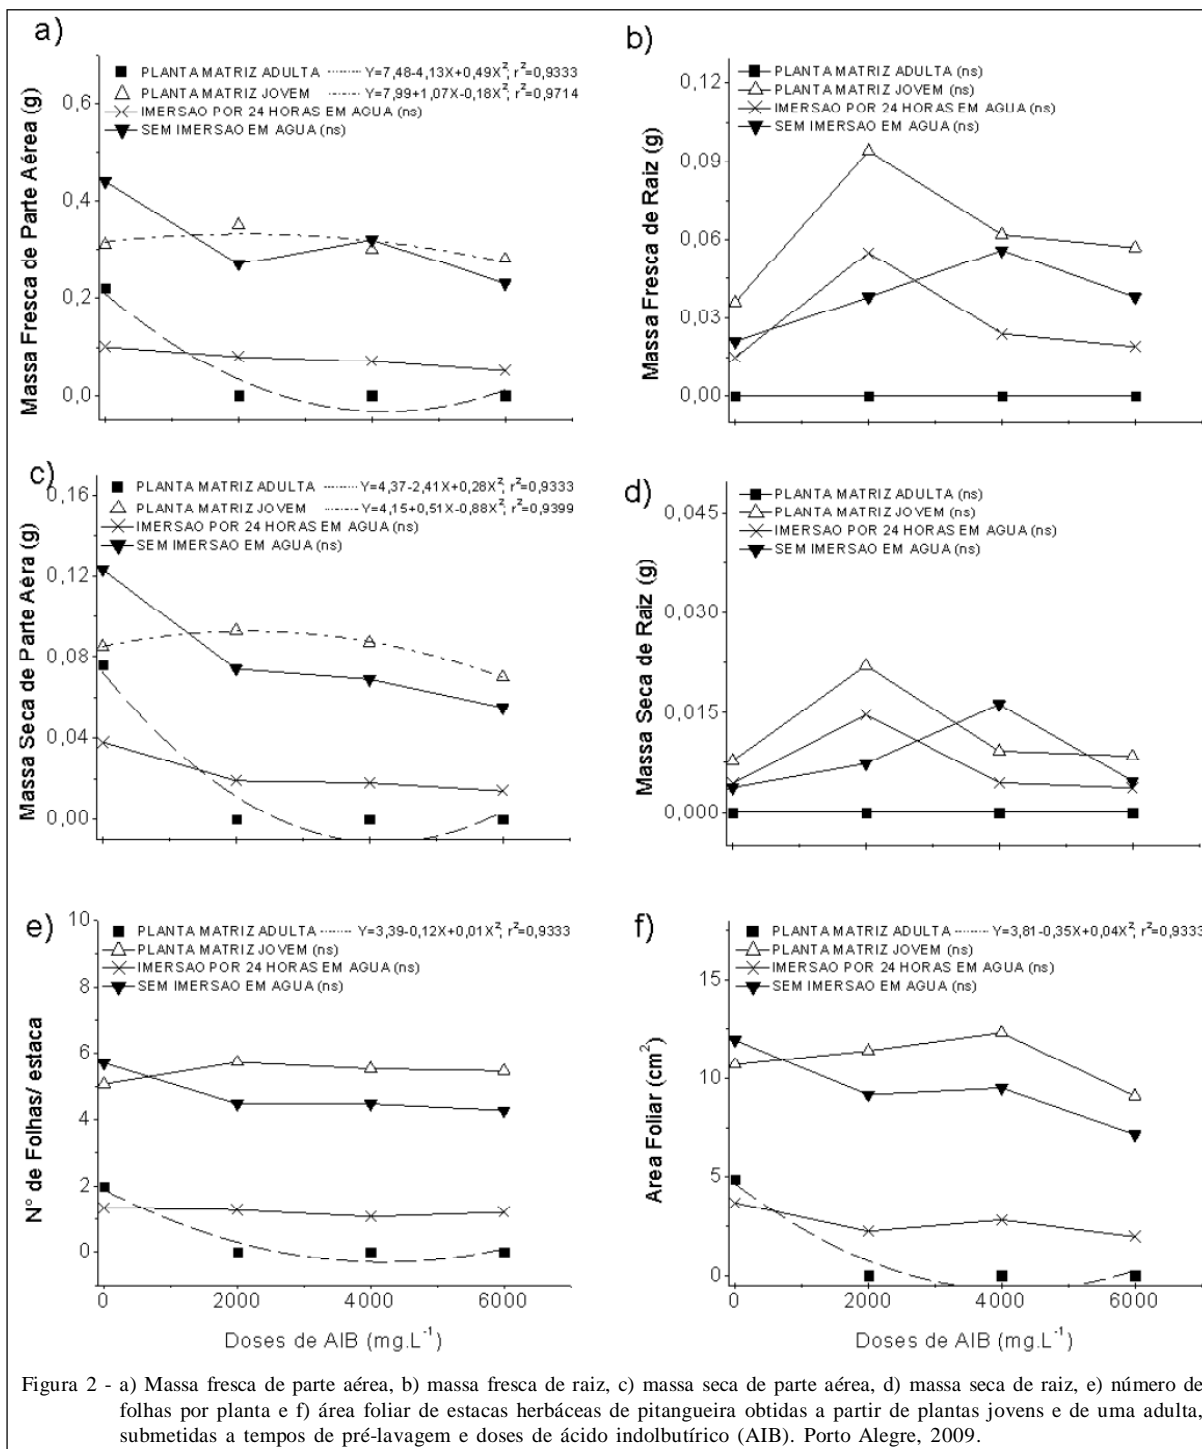 a)
PLANTA MATRIZ ADULTA Y=7,48-4,13X+0,49X²; r²=0,9333
PLANTA MATRIZ JOVEM Y=7,99+1,07X-0,18X²; r²=0,9714
IMERSAO POR 24 HORAS EM AGUA (ns)
SEM IMERSAO EM AGUA (ns)
Massa Fresca de Parte Aérea (g)
0,6
0,4
0,2
0,0
b)
PLANTA MATRIZ ADULTA (ns)
PLANTA MATRIZ JOVEM (ns)
IMERSAO POR 24 HORAS EM AGUA (ns)
SEM IMERSAO EM AGUA (ns)
Massa Fresca de Raiz (g)
0,12
0,09
0,06
0,03
0,00
c)
PLANTA MATRIZ ADULTA Y=4,37-2,41X+0,28X²; r²=0,9333
PLANTA MATRIZ JOVEM Y=4,15+0,51X-0,88X²; r²=0,9399
IMERSAO POR 24 HORAS EM AGUA (ns)
SEM IMERSAO EM AGUA (ns)
Massa Seca de Parte Aéra (g)
0,16
0,12
0,08
0,04
0,00
d)
PLANTA MATRIZ ADULTA (ns)
PLANTA MATRIZ JOVEM (ns)
IMERSAO POR 24 HORAS EM AGUA (ns)
SEM IMERSAO EM AGUA (ns)
Massa Seca de Raiz (g)
0,045
0,030
0,015
0,000
e)
PLANTA MATRIZ ADULTA Y=3,39-0,12X+0,01X²; r²=0,9333
PLANTA MATRIZ JOVEM (ns)
IMERSAO POR 24 HORAS EM AGUA (ns)
SEM IMERSAO EM AGUA (ns)
N° de Folhas/ estaca
10
8
6
4
2
0
0 2000 4000 6000
Doses de AIB (mg.L⁻¹)
f)
PLANTA MATRIZ ADULTA Y=3,81-0,35X+0,04X²; r²=0,9333
PLANTA MATRIZ JOVEM (ns)
IMERSAO POR 24 HORAS EM AGUA (ns)
SEM IMERSAO EM AGUA (ns)
Area Foliar (cm²)
15
10
5
0
0 2000 4000 6000
Doses de AIB (mg.L⁻¹)
Figura 2 - a) Massa fresca de parte aérea, b) massa fresca de raiz, c) massa seca de parte aérea, d) massa seca de raiz, e) número de
folhas por planta e f) área foliar de estacas herbáceas de pitangueira obtidas a partir de plantas jovens e de uma adulta,
submetidas a tempos de pré-lavagem e doses de ácido indolbutírico (AIB). Porto Alegre, 2009.